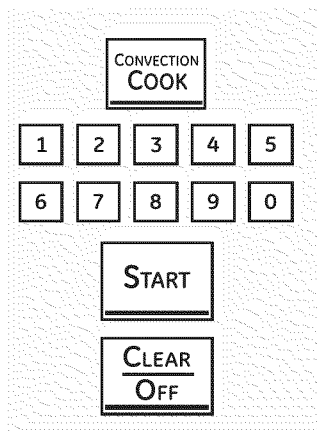 CONVECTION
COOK
1 2 3 4 5
6 7 8 9 0
START
CLEAR
OFF